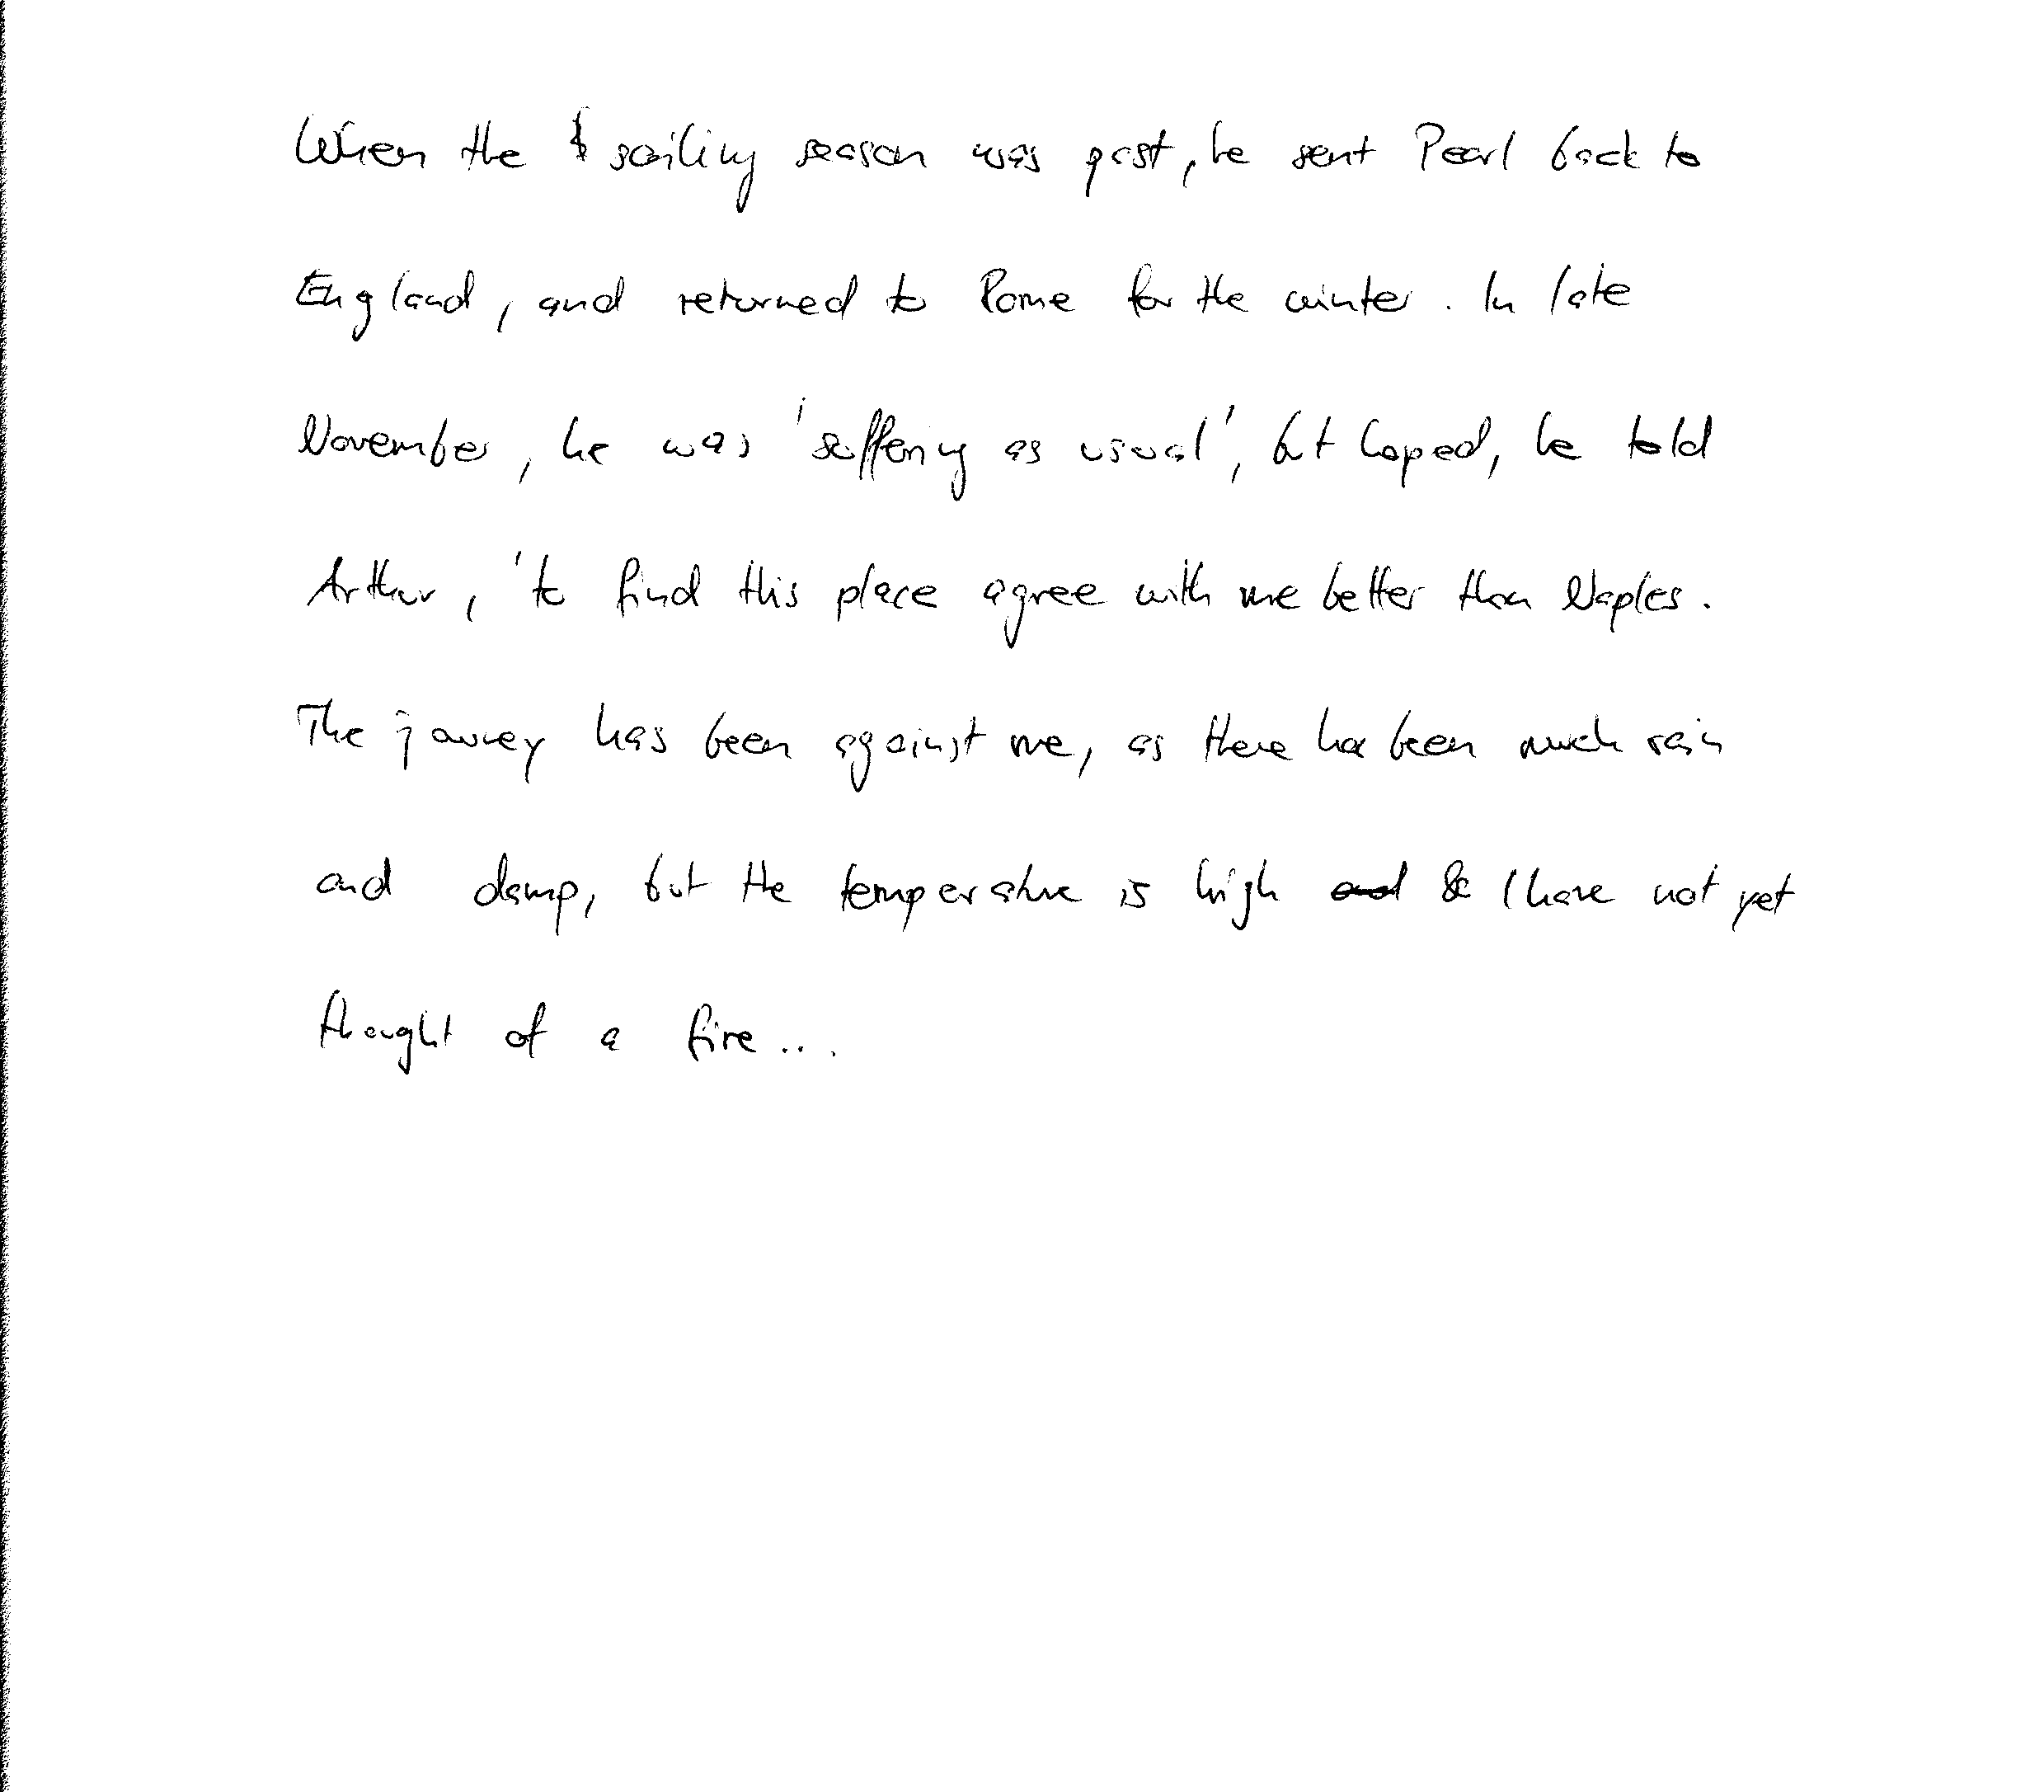 When the sailing season was past, he sent Pearl back to
England, and returned to Rome for the winter. In late
November, he was 'suffering as usual', but hoped, he told
Arthur, 'to find this place agree with me better than Naples.
The journey has been against me, as there has been much rain
and damp, but the temperature is high & I have not yet
thought of a fire...